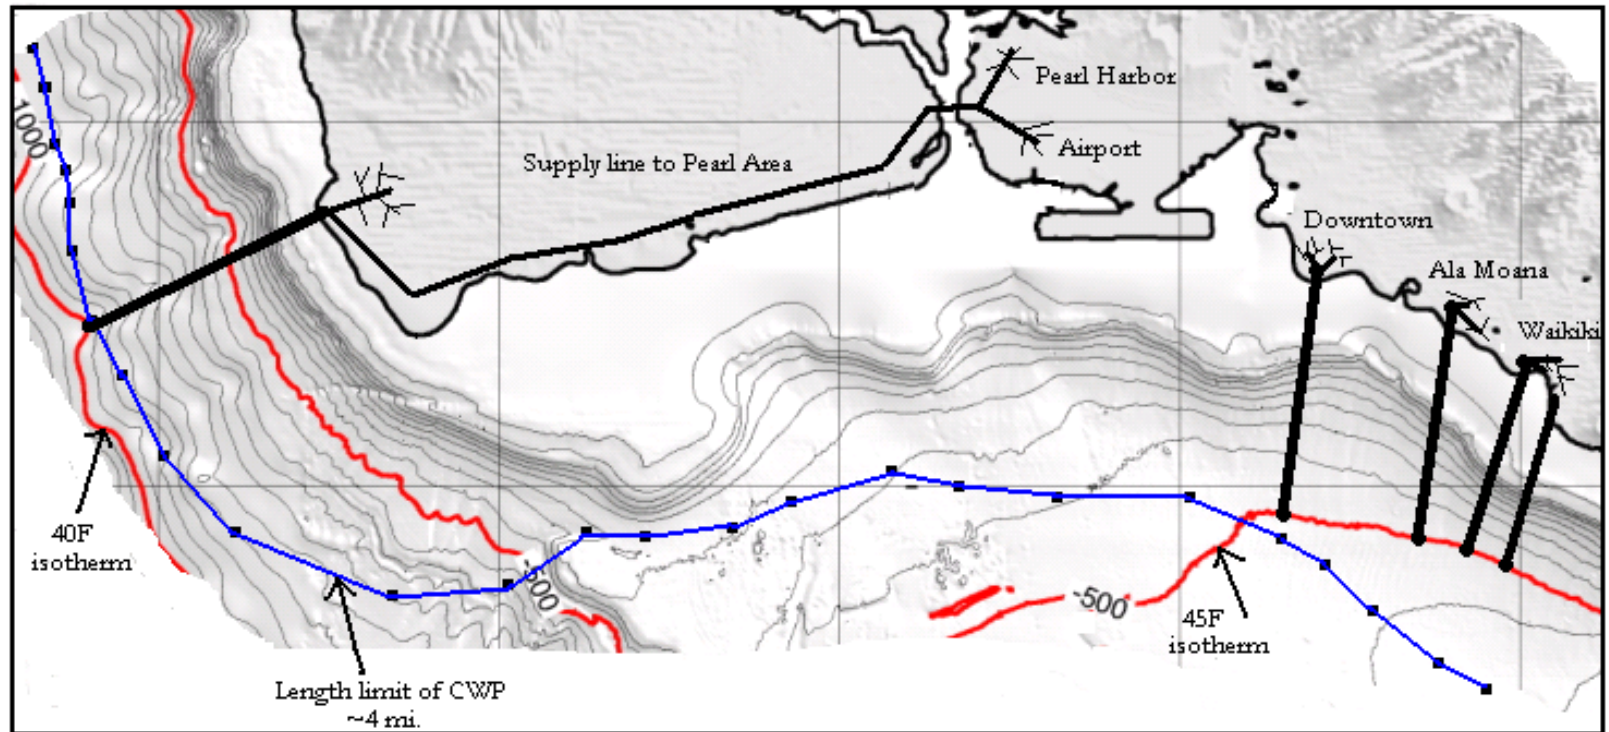 Pearl Harbor
Airport
Supply line to Pearl Area
1000
Downtown
Ala Moana
Waikiki
40F
isotherm
-500
-500
45F
isotherm
Length limit of CWP
~4 mi.